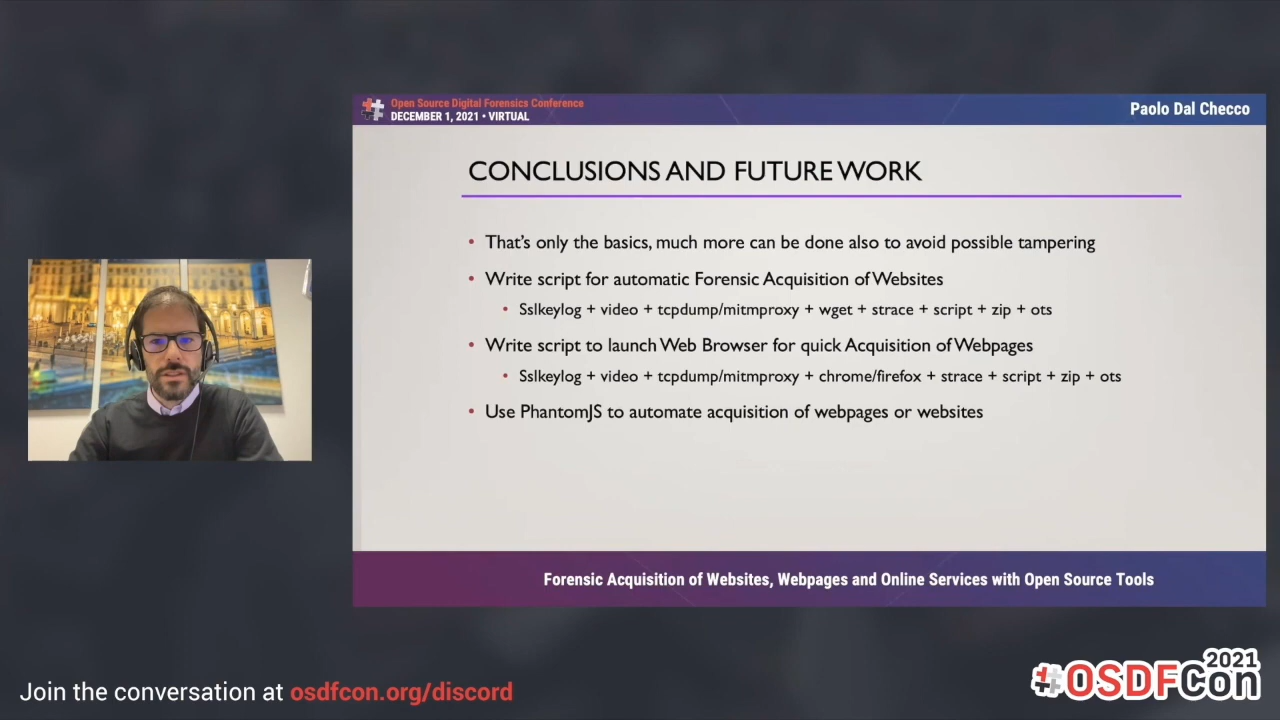 Open Source Digital Forensics Conference
DECEMBER 1, 2021 • VIRTUAL
Paolo Dal Checco
CONCLUSIONS AND FUTURE WORK
• That's only the basics, much more can be done also to avoid possible tampering
• Write script for automatic Forensic Acquisition of Websites
• Sslkeylog + video + tcpdump/mitmproxy + wget + strace + script + zip + ots
• Write script to launch Web Browser for quick Acquisition of Webpages
• Sslkeylog + video + tcpdump/mitmproxy + chrome/firefox + strace + script + zip + ots
• Use PhantomJS to automate acquisition of webpages or websites
Forensic Acquisition of Websites, Webpages and Online Services with Open Source Tools
Join the conversation at osdfcon.org/discord
2021
#OSDFCon